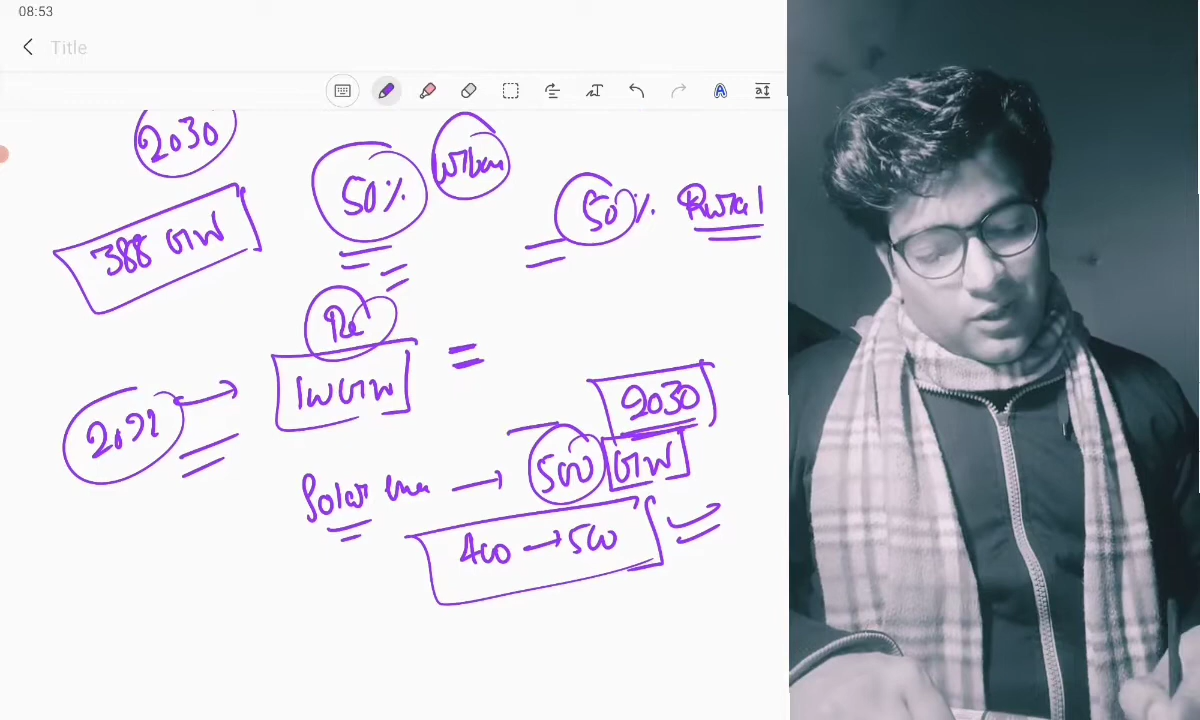 08:53
Title
2030
50% Urban
50% Rural
388 GW
Re
2022 → 100 GW =
2030
Solar → 500 GW
400 → 500